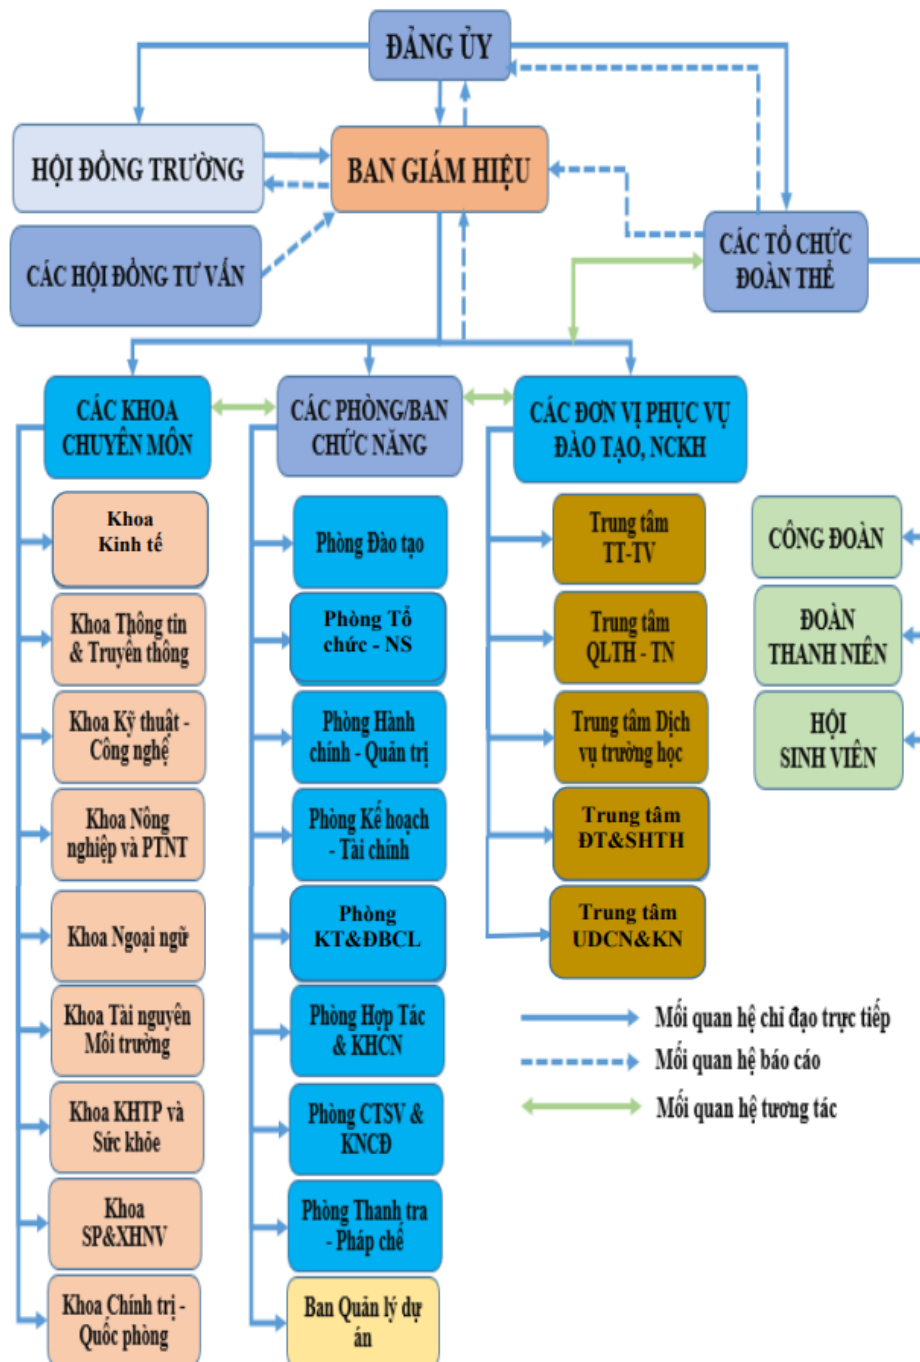 ĐẢNG ỦY
HỘI ĐỒNG TRƯỜNG
BAN GIÁM HIỆU
CÁC HỘI ĐỒNG TƯ VẤN
CÁC TỔ CHỨC
ĐOÀN THỂ
CÁC KHOA
CHUYÊN MÔN
CÁC PHÒNG/BAN
CHỨC NĂNG
CÁC ĐƠN VỊ PHỤC VỤ
ĐÀO TẠO, NCKH
Khoa
Kinh tế
Khoa Thông tin
& Truyền thông
Khoa Kỹ thuật -
Công nghệ
Khoa Nông
nghiệp và PTNT
Khoa Ngoại ngữ
Khoa Tài nguyên
Môi trường
Khoa KHTP và
Sức khỏe
Khoa
SP&XHNV
Khoa Chính trị -
Quốc phòng
Phòng Đào tạo
Phòng Tổ
chức - NS
Phòng Hành
chính - Quản trị
Phòng Kế hoạch
- Tài chính
Phòng
KT&ĐBCL
Phòng Hợp Tác
& KHCN
Phòng CTSV &
KNCĐ
Phòng Thanh tra
- Pháp chế
Ban Quản lý dự
án
Trung tâm
TT-TV
Trung tâm
QLTH - TN
Trung tâm Dịch
vụ trường học
Trung tâm
ĐT&SHTH
Trung tâm
UDCN&KN
CÔNG ĐOÀN
ĐOÀN
THANH NIÊN
HỘI
SINH VIÊN
Mối quan hệ chỉ đạo trực tiếp
Mối quan hệ báo cáo
Mối quan hệ tương tác